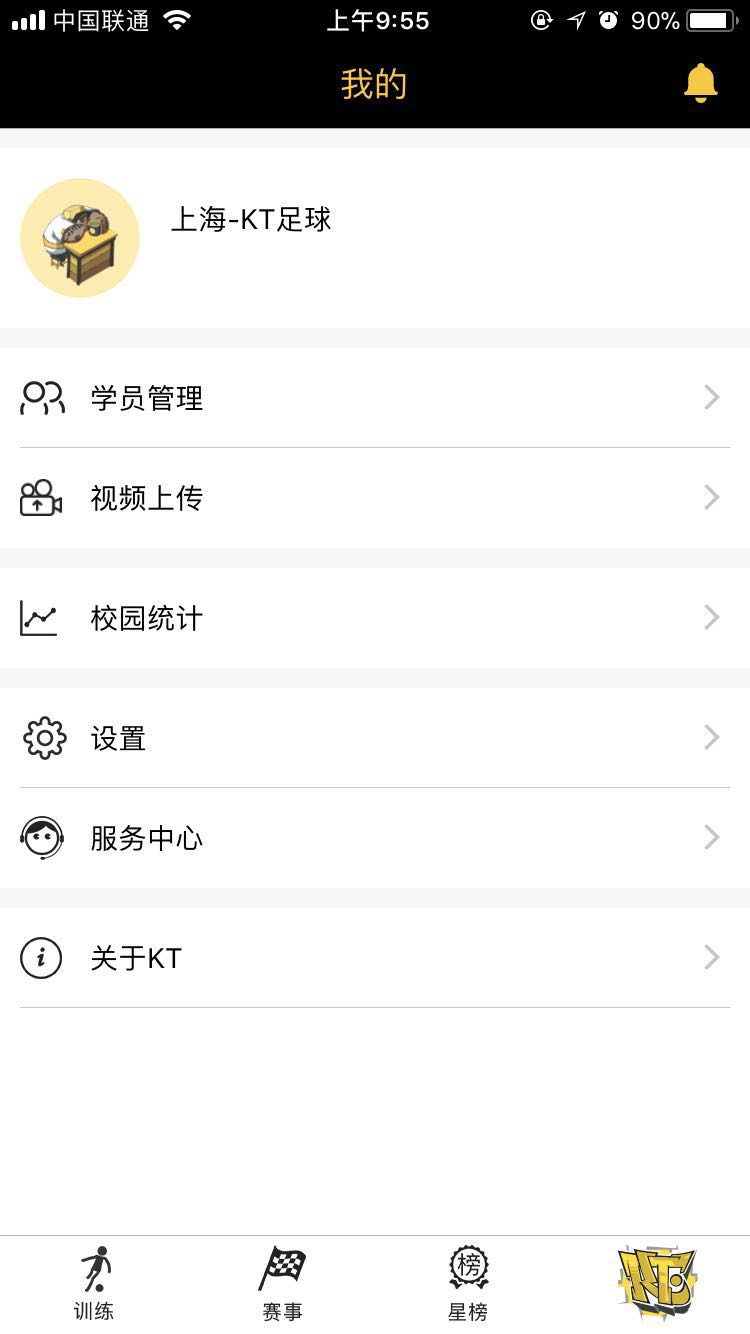 中国联通 上午9:55 90%
我的
上海-KT足球
学员管理
视频上传
校园统计
设置
服务中心
关于KT
榜
训练 赛事 星榜 KT